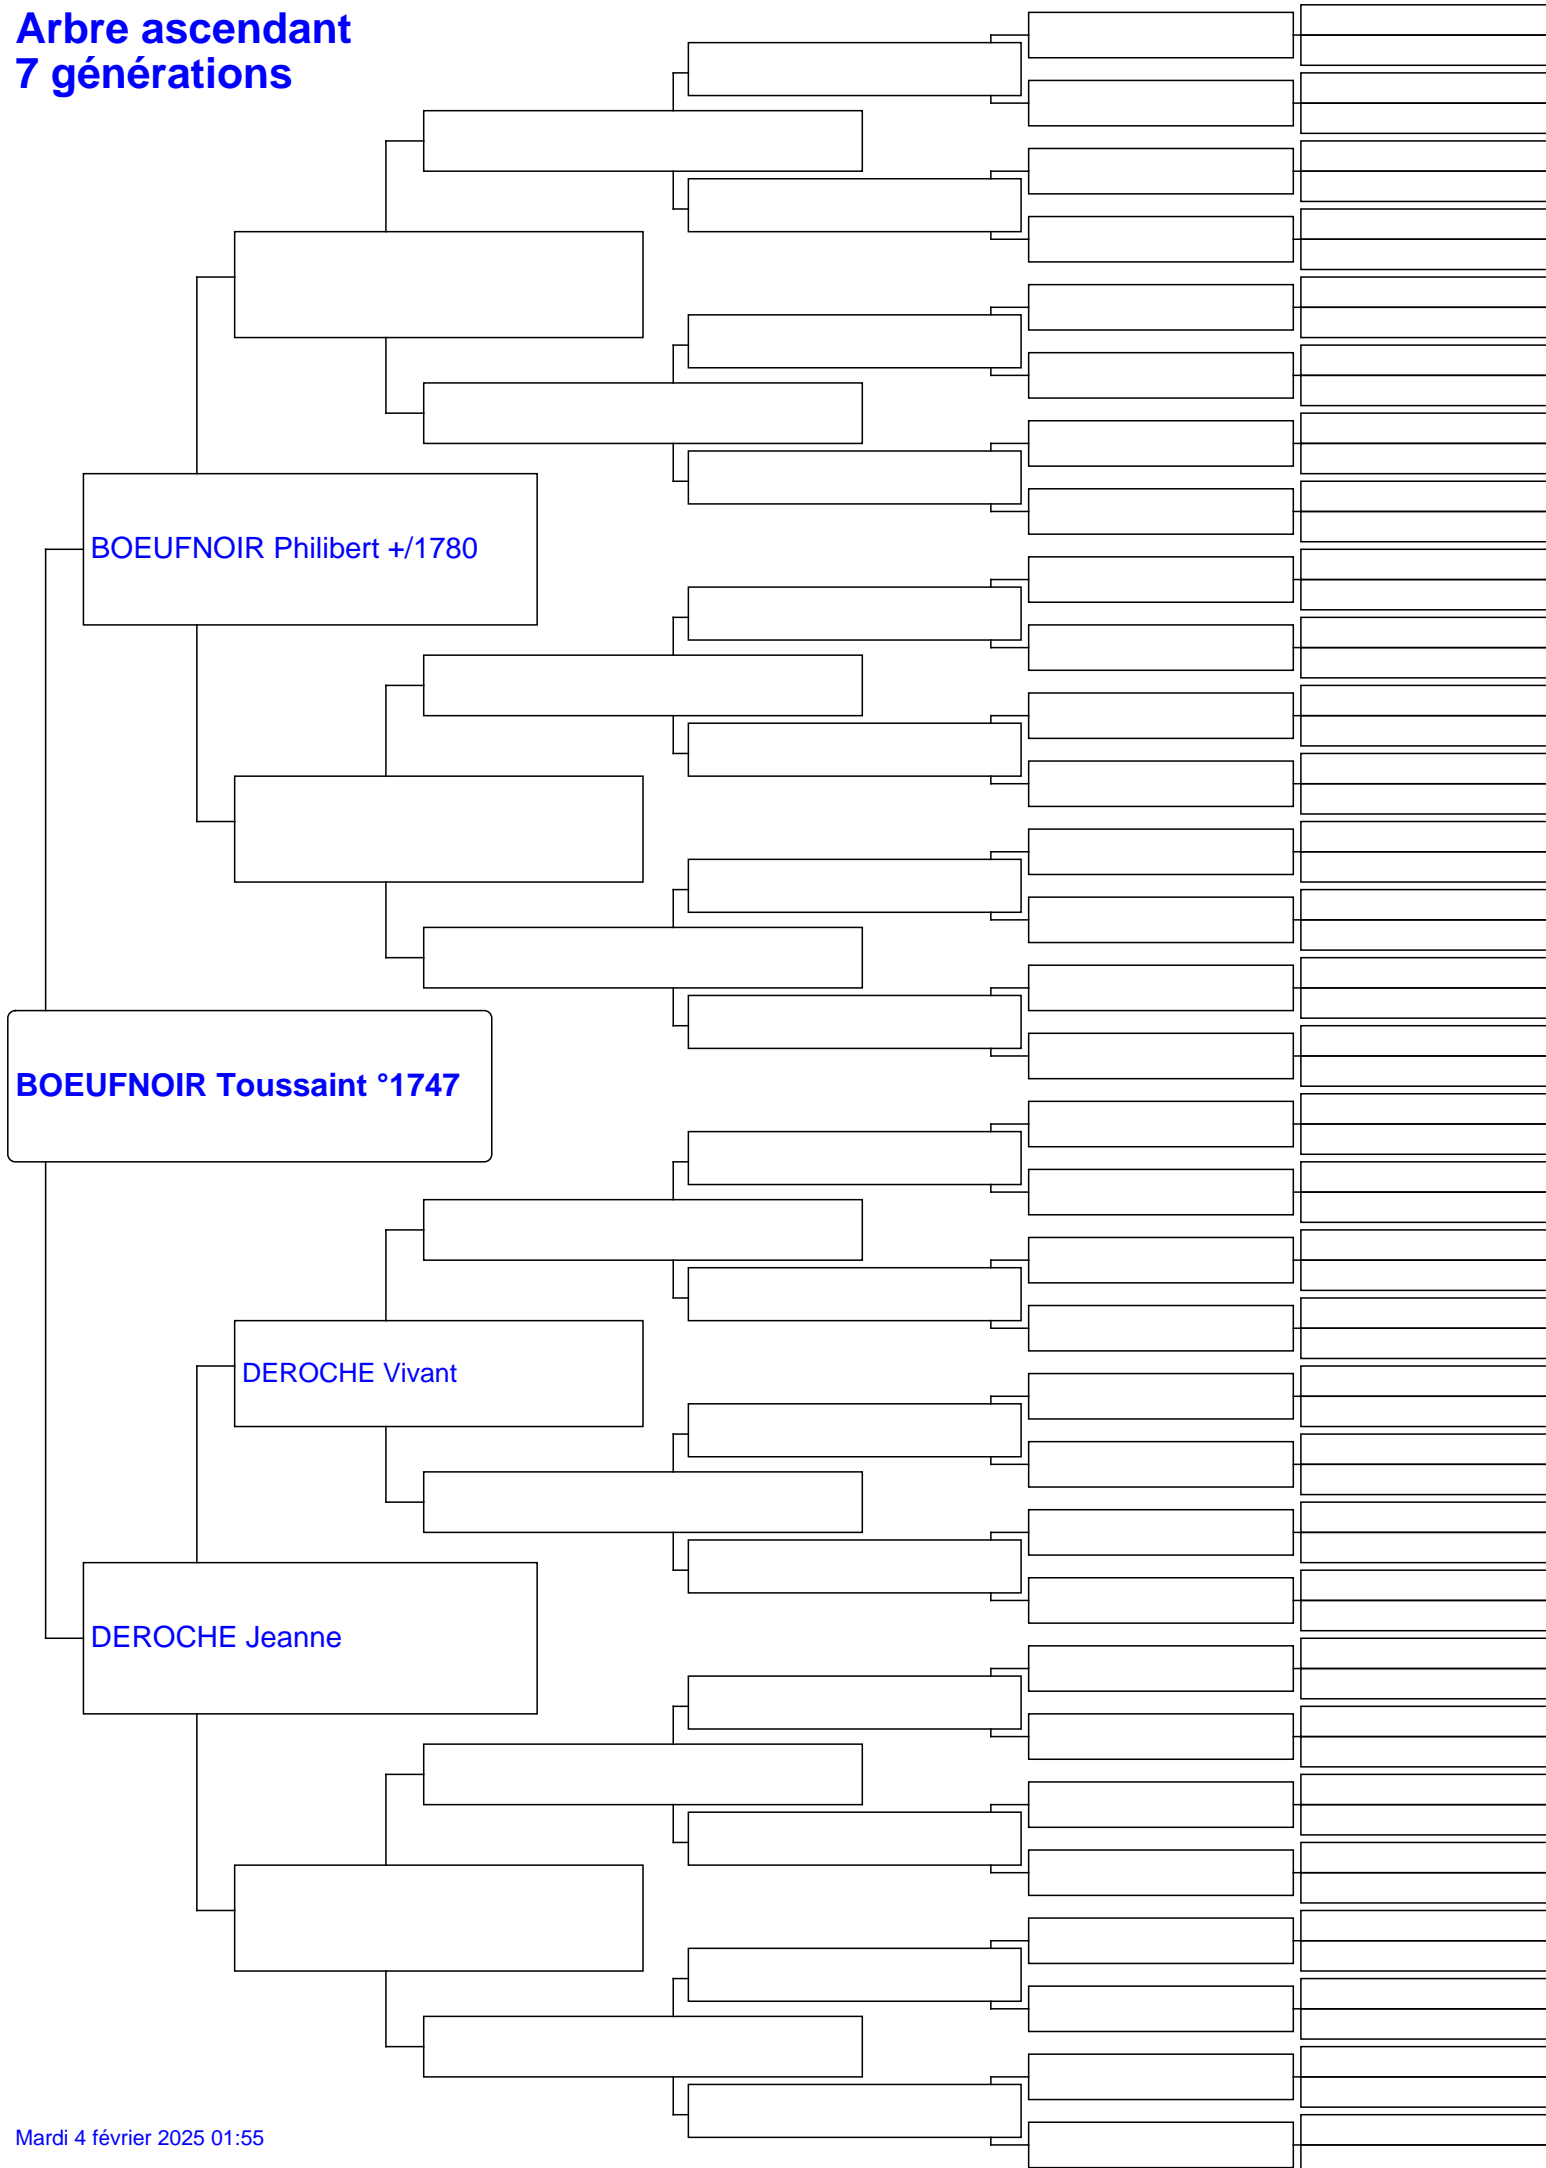 Arbre ascendant
7 générations
BOEUFNOIR Philibert +/1780
BOEUFNOIR Toussaint °1747
DEROCHE Vivant
DEROCHE Jeanne
Mardi 4 février 2025 01:55